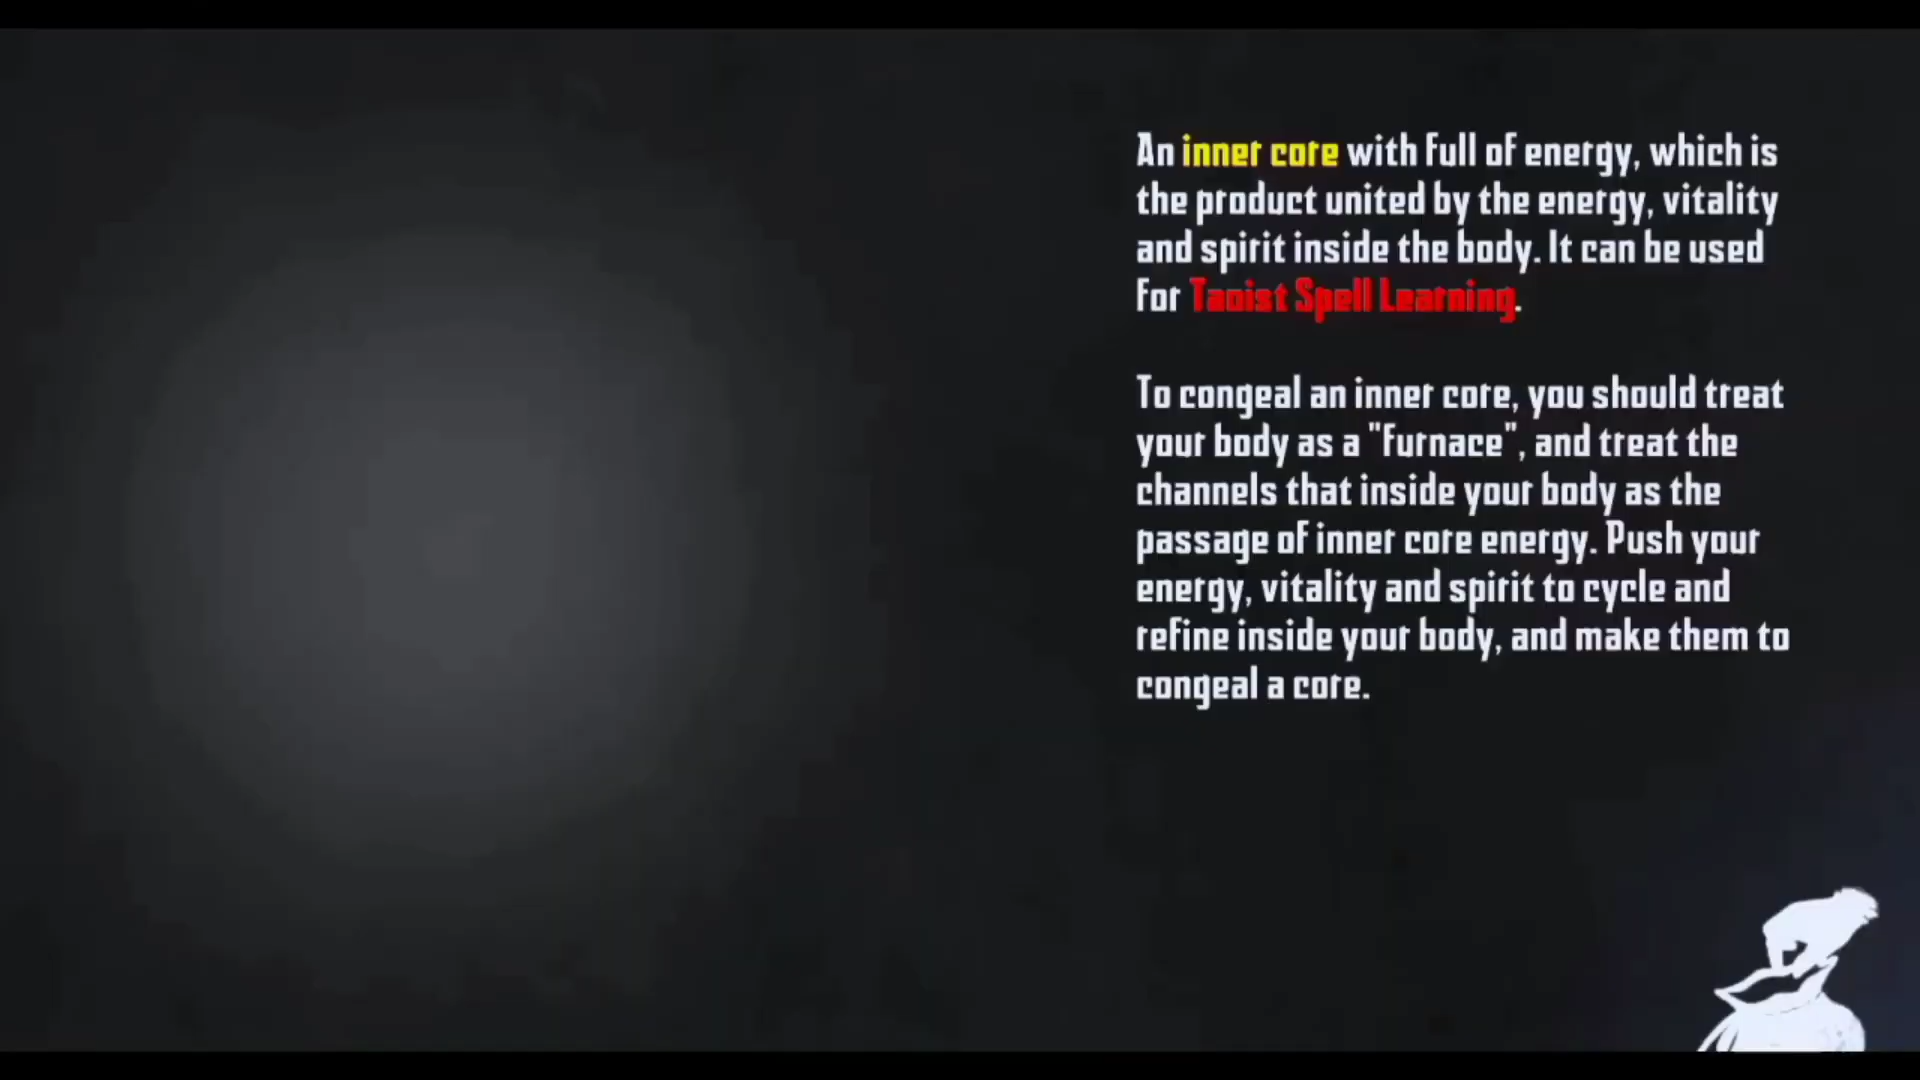 An inner core with full of energy, which is
the product united by the energy, vitality
and spirit inside the body. It can be used
for Taoist Spell Learning.
To congeal an inner core, you should treat
your body as a "furnace", and treat the
channels that inside your body as the
passage of inner core energy. Push your
energy, vitality and spirit to cycle and
refine inside your body, and make them to
congeal a core.